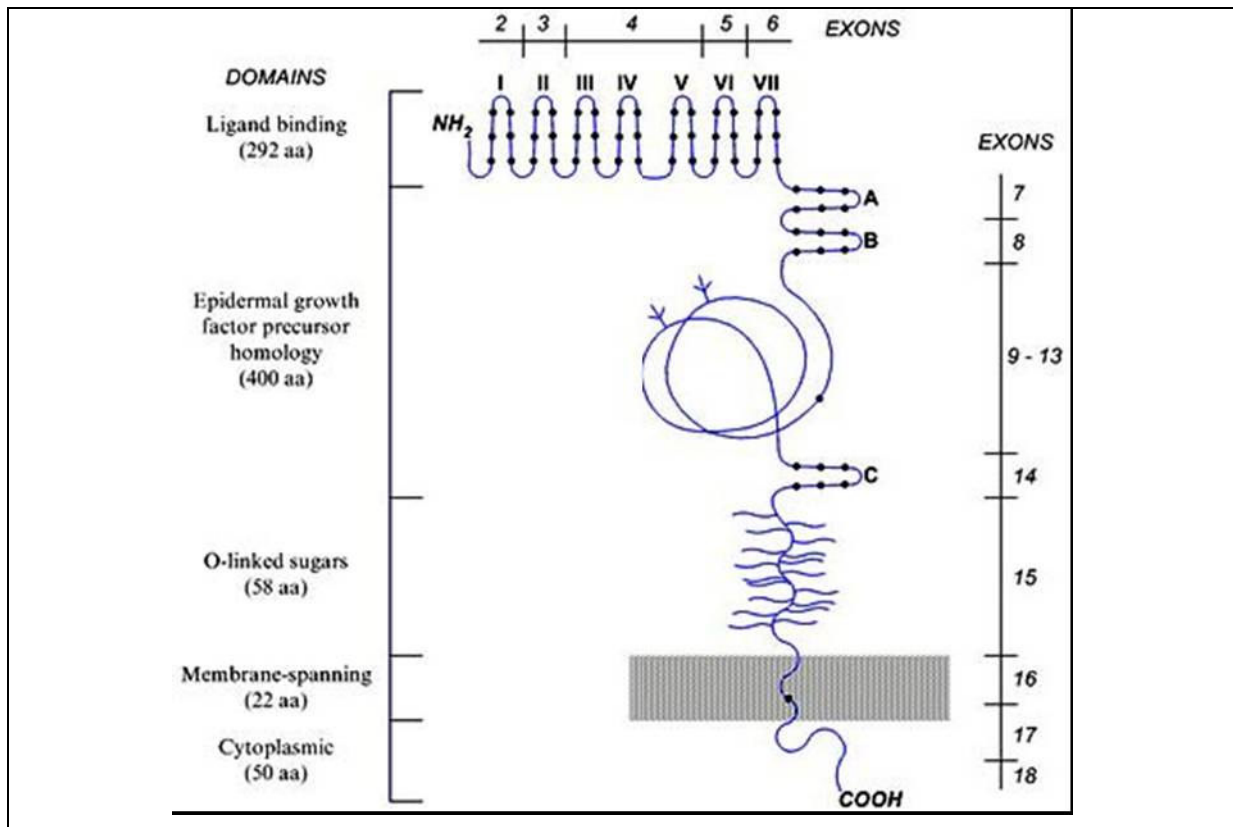 2 3 4 5 6 EXONS
DOMAINS
I II III IV V VI VII
Ligand binding
(292 aa)
NH2
EXONS
7
A
8
B
Epidermal growth
factor precursor
homology
(400 aa)
9 - 13
14
C
O-linked sugars
(58 aa)
15
Membrane-spanning
(22 aa)
16
Cytoplasmic
(50 aa)
17
18
COOH